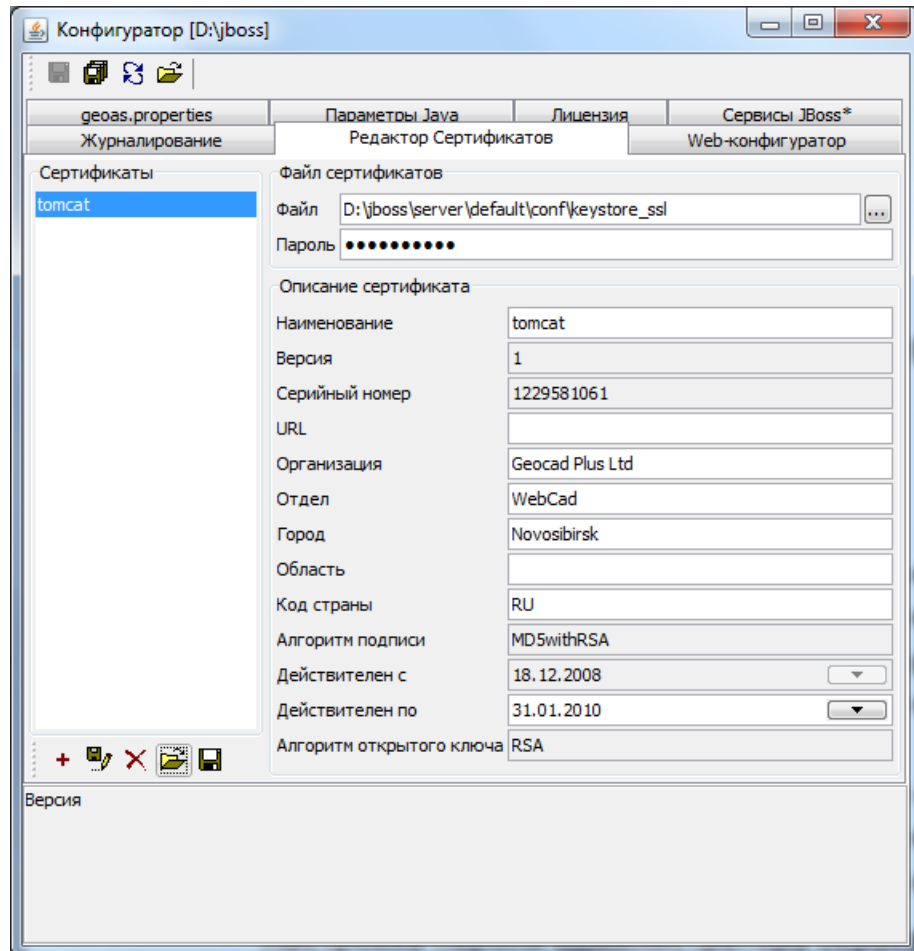 Конфигуратор [D:\jboss]
geoas.properties Параметры Java Лицензия Сервисы JBoss*
Журналирование Редактор Сертификатов Web-конфигуратор
Сертификаты
tomcat
Файл сертификатов
Файл D:\jboss\server\default\conf\keystore_ssl ...
Пароль ●●●●●●●●●●
Описание сертификата
Наименование tomcat
Версия 1
Серийный номер 1229581061
URL
Организация Geocad Plus Ltd
Отдел WebCad
Город Novosibirsk
Область
Код страны RU
Алгоритм подписи MD5withRSA
Действителен с 18.12.2008
Действителен по 31.01.2010
Алгоритм открытого ключа RSA
Версия